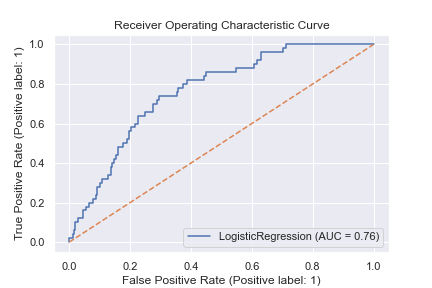 Receiver Operating Characteristic Curve
True Positive Rate (Positive label: 1)
1.0
0.8
0.6
0.4
0.2
0.0
LogisticRegression (AUC = 0.76)
0.0 0.2 0.4 0.6 0.8 1.0
False Positive Rate (Positive label: 1)